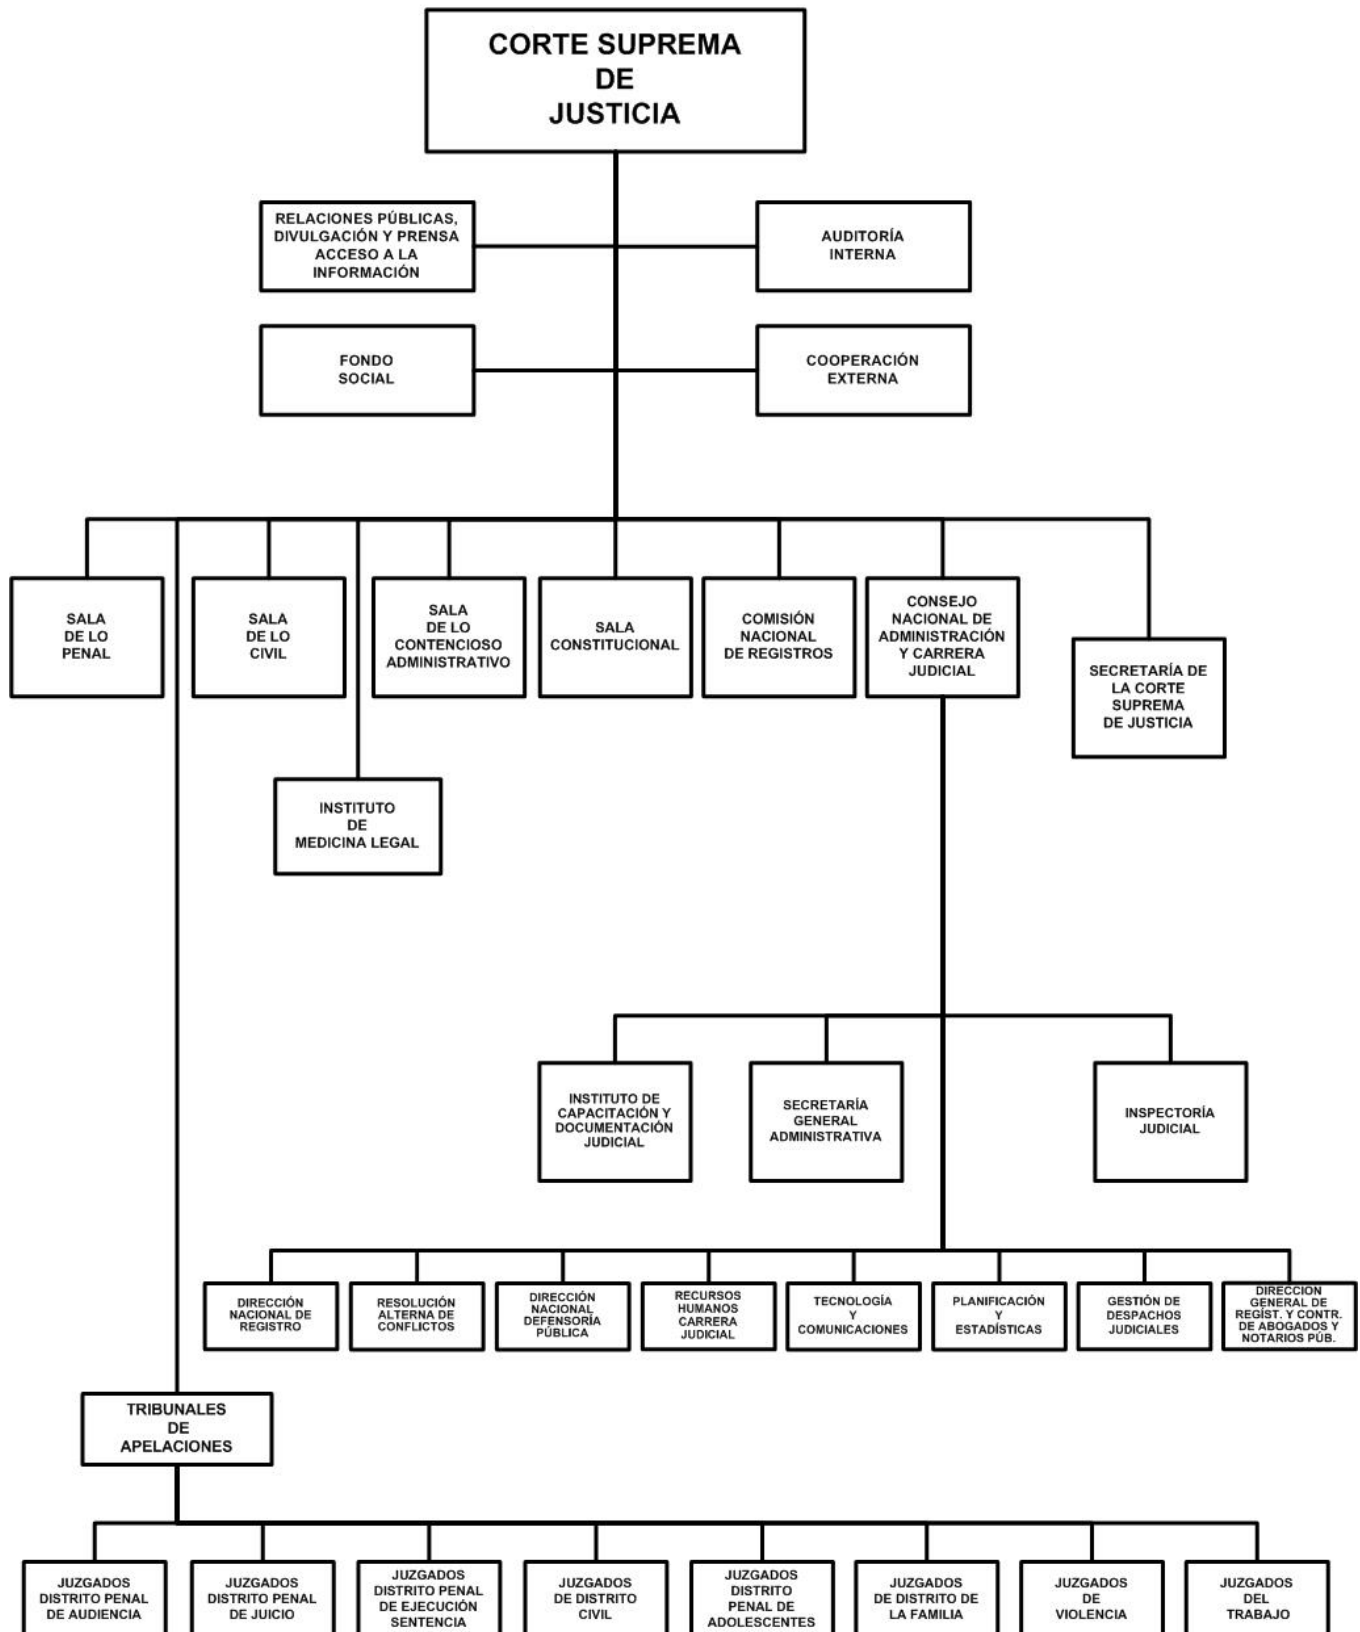 CORTE SUPREMA
DE
JUSTICIA
RELACIONES PÚBLICAS,
DIVULGACIÓN Y PRENSA
ACCESO A LA
INFORMACIÓN
AUDITORÍA
INTERNA
FONDO
SOCIAL
COOPERACIÓN
EXTERNA
SALA
DE LO
PENAL
SALA
DE LO
CIVIL
SALA
DE LO
CONTENCIOSO
ADMINISTRATIVO
SALA
CONSTITUCIONAL
COMISIÓN
NACIONAL
DE REGISTROS
CONSEJO
NACIONAL DE
ADMINISTRACIÓN
Y CARRERA
JUDICIAL
SECRETARÍA DE
LA CORTE
SUPREMA
DE JUSTICIA
INSTITUTO
DE
MEDICINA LEGAL
INSTITUTO DE
CAPACITACIÓN Y
DOCUMENTACIÓN
JUDICIAL
SECRETARÍA
GENERAL
ADMINISTRATIVA
INSPECTORÍA
JUDICIAL
DIRECCIÓN
NACIONAL DE
REGISTRO
RESOLUCIÓN
ALTERNA DE
CONFLICTOS
DIRECCIÓN
NACIONAL
DEFENSORÍA
PÚBLICA
RECURSOS
HUMANOS
CARRERA
JUDICIAL
TECNOLOGÍA
Y
COMUNICACIONES
PLANIFICACIÓN
Y
ESTADÍSTICAS
GESTIÓN DE
DESPACHOS
JUDICIALES
DIRECCIÓN
GENERAL DE
REGÍST. Y CONTR.
DE ABOGADOS Y
NOTARIOS PÚB.
TRIBUNALES
DE
APELACIONES
JUZGADOS
DISTRITO PENAL
DE AUDIENCIA
JUZGADOS
DISTRITO PENAL
DE JUICIO
JUZGADOS
DISTRITO PENAL
DE EJECUCIÓN
SENTENCIA
JUZGADOS
DE DISTRITO
CIVIL
JUZGADOS
DISTRITO
PENAL DE
ADOLESCENTES
JUZGADOS
DE DISTRITO DE
LA FAMILIA
JUZGADOS
DE
VIOLENCIA
JUZGADOS
DEL
TRABAJO